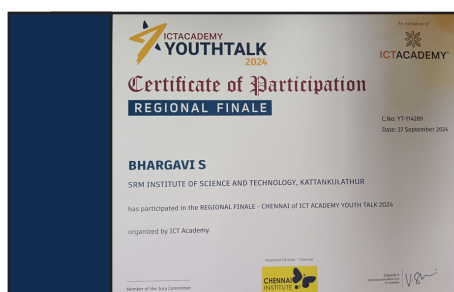 ICTACADEMY
YOUTHTALK
2024
An initiative of
ICTACADEMY
Certificate of Participation
REGIONAL FINALE
C.No: YT-114289
Date: 27 September 2024
BHARGAVI S
SRM INSTITUTE OF SCIENCE AND TECHNOLOGY, KATTANKULATHUR
has participated in the REGIONAL FINALE - CHENNAI of ICT ACADEMY YOUTH TALK 2024
organized by ICT Academy.
Regional Partner - Chennai
CHENNAI
INSTITUTE
Member of the Jury Committee